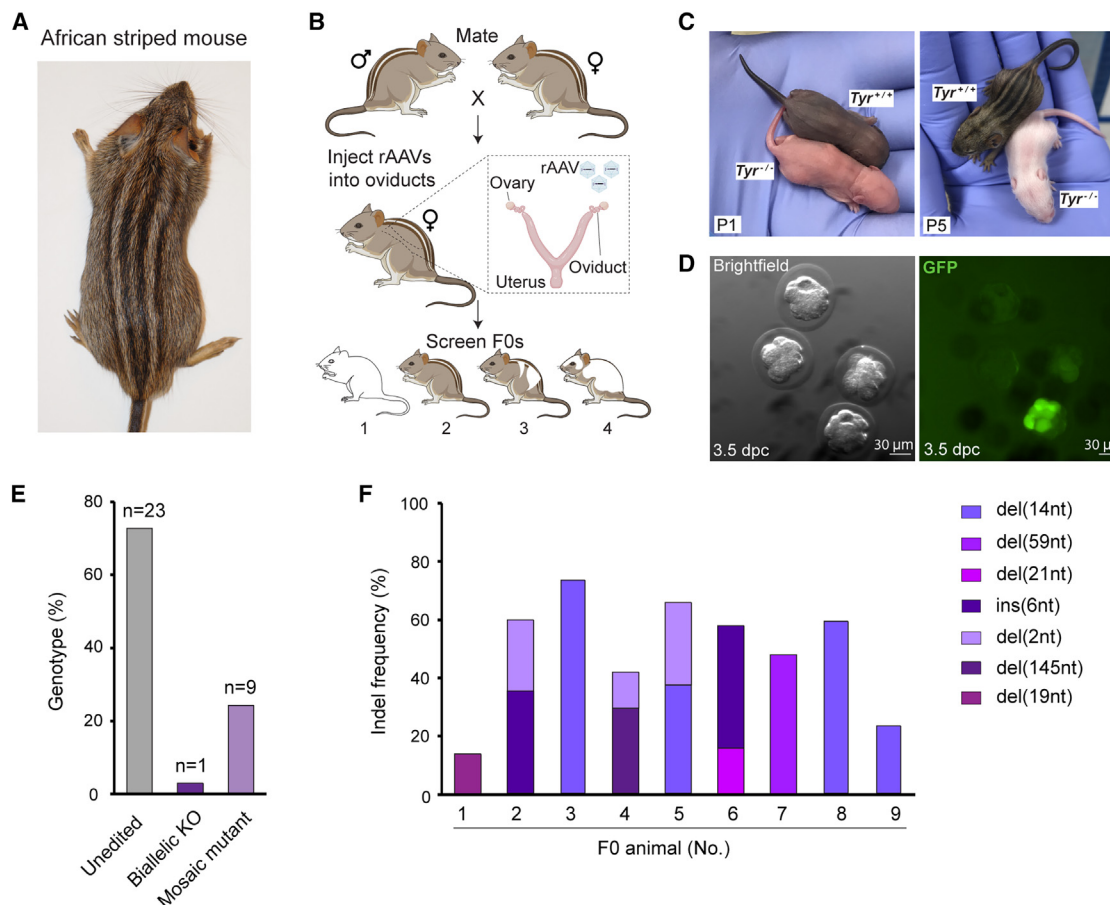 A
African striped mouse
B
Mate
♂
♀
X
Inject rAAVs
into oviducts
♀
rAAV
Ovary
Oviduct
Uterus
Screen F0s
1 2 3 4
C
Tyr+/+
Tyr-/-
P1
Tyr+/+
Tyr-/-
P5
D
Brightfield
3.5 dpc
30 µm
GFP
3.5 dpc
30 µ
E
Genotype (%)
80
60
40
20
0
n=23
n=1
n=9
Unedited
Biallelic KO
Mosaic mutant
F
Indel frequency (%)
100
80
60
40
20
0
1 2 3 4 5 6 7 8 9
F0 animal (No.)
del(14nt)
del(59nt)
del(21nt)
ins(6nt)
del(2nt)
del(145nt)
del(19nt)